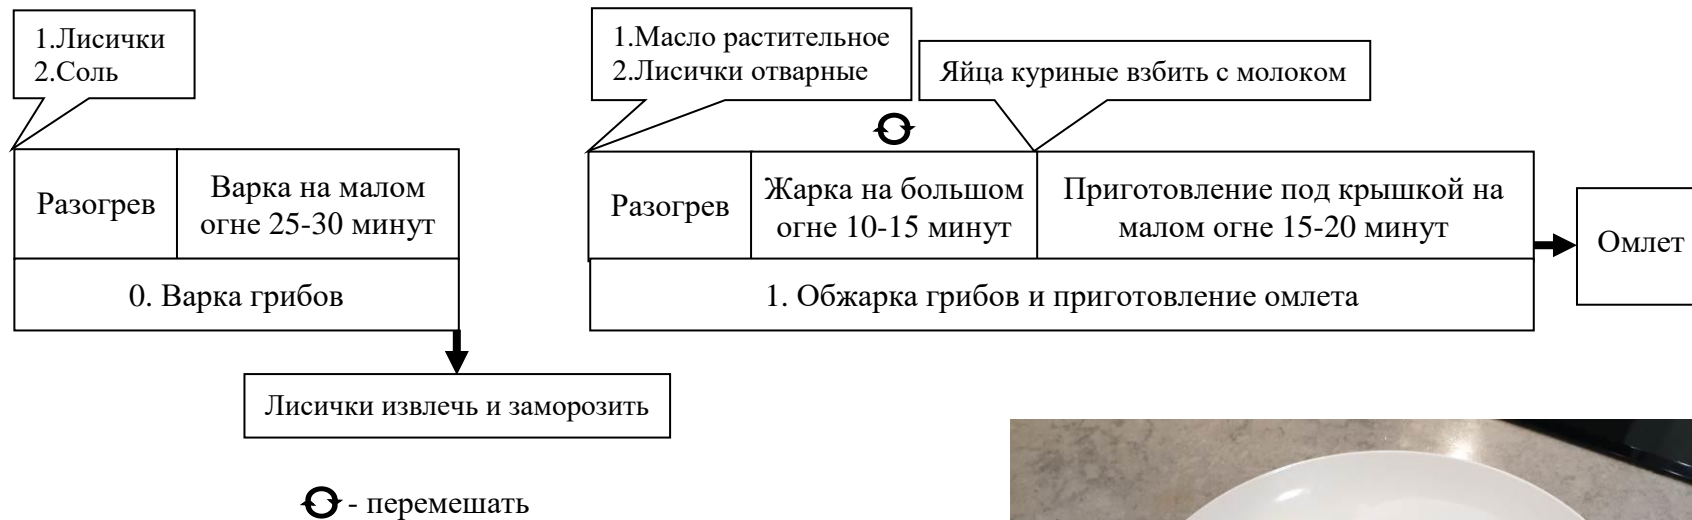 1.Лисички
2.Соль
1.Масло растительное
2.Лисички отварные
Яйца куриные взбить с молоком
Разогрев
Варка на малом
огне 25-30 минут
0. Варка грибов
Разогрев
Жарка на большом
огне 10-15 минут
Приготовление под крышкой на
малом огне 15-20 минут
1. Обжарка грибов и приготовление омлета
Омлет
Лисички извлечь и заморозить
- перемешать